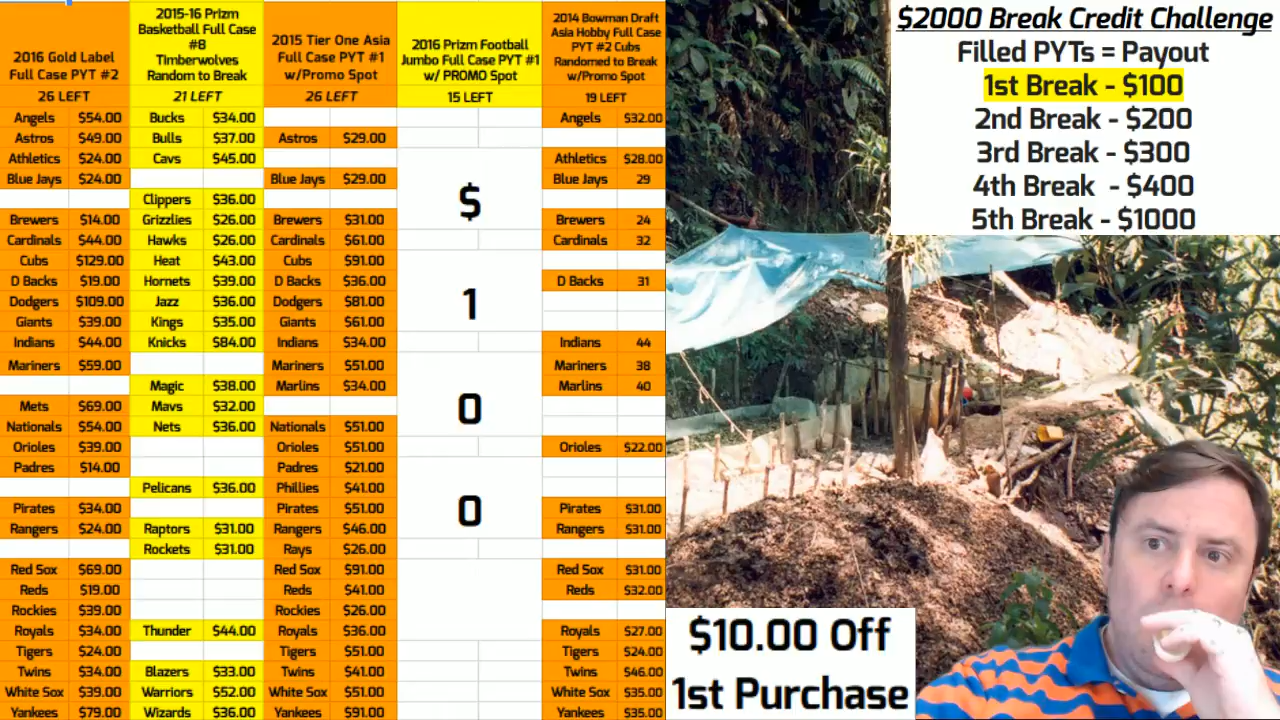 2016 Gold Label
Full Case PYT #2
26 LEFT
Angels $54.00
Astros $49.00
Athletics $24.00
Blue Jays $24.00
Brewers $14.00
Cardinals $44.00
Cubs $129.00
D Backs $19.00
Dodgers $109.00
Giants $39.00
Indians $44.00
Mariners $59.00
Mets $69.00
Nationals $54.00
Orioles $39.00
Padres $14.00
Pirates $34.00
Rangers $24.00
Red Sox $69.00
Reds $19.00
Rockies $39.00
Royals $34.00
Tigers $24.00
Twins $34.00
White Sox $39.00
Yankees $79.00
2015-16 Prizm
Basketball Full Case
#8
Timberwolves
Random to Break
21 LEFT
Bucks $34.00
Bulls $37.00
Cavs $45.00
Clippers $36.00
Grizzlies $26.00
Hawks $26.00
Heat $43.00
Hornets $39.00
Jazz $36.00
Kings $35.00
Knicks $84.00
Magic $38.00
Mavs $32.00
Nets $36.00
Pelicans $36.00
Raptors $31.00
Rockets $31.00
Thunder $44.00
Blazers $33.00
Warriors $52.00
Wizards $36.00
2015 Tier One Asia
Full Case PYT #1
w/Promo Spot
26 LEFT
Astros $29.00
Blue Jays $29.00
Brewers $31.00
Cardinals $61.00
Cubs $91.00
D Backs $36.00
Dodgers $81.00
Giants $61.00
Indians $34.00
Mariners $51.00
Marlins $34.00
Nationals $51.00
Orioles $51.00
Padres $21.00
Phillies $41.00
Pirates $51.00
Rangers $46.00
Rays $26.00
Red Sox $91.00
Reds $41.00
Rockies $26.00
Royals $36.00
Tigers $51.00
Twins $41.00
White Sox $51.00
Yankees $91.00
2016 Prizm Football
Jumbo Full Case PYT #1
w/ PROMO Spot
15 LEFT
$
1
0
0
2014 Bowman Draft
Asia Hobby Full Case
PYT #2 Cubs
Randomed to Break
w/Promo Spot
19 LEFT
Angels $32.00
Athletics $28.00
Blue Jays 29
Brewers 24
Cardinals 32
D Backs 31
Indians 44
Mariners 38
Marlins 40
Orioles $22.00
Pirates $31.00
Rangers $31.00
Red Sox $31.00
Reds $32.00
Royals $27.00
Tigers $24.00
Twins $46.00
White Sox $35.00
Yankees $35.00
$2000 Break Credit Challenge
Filled PYTs = Payout
1st Break - $100
2nd Break - $200
3rd Break - $300
4th Break - $400
5th Break - $1000
$10.00 Off
1st Purchase